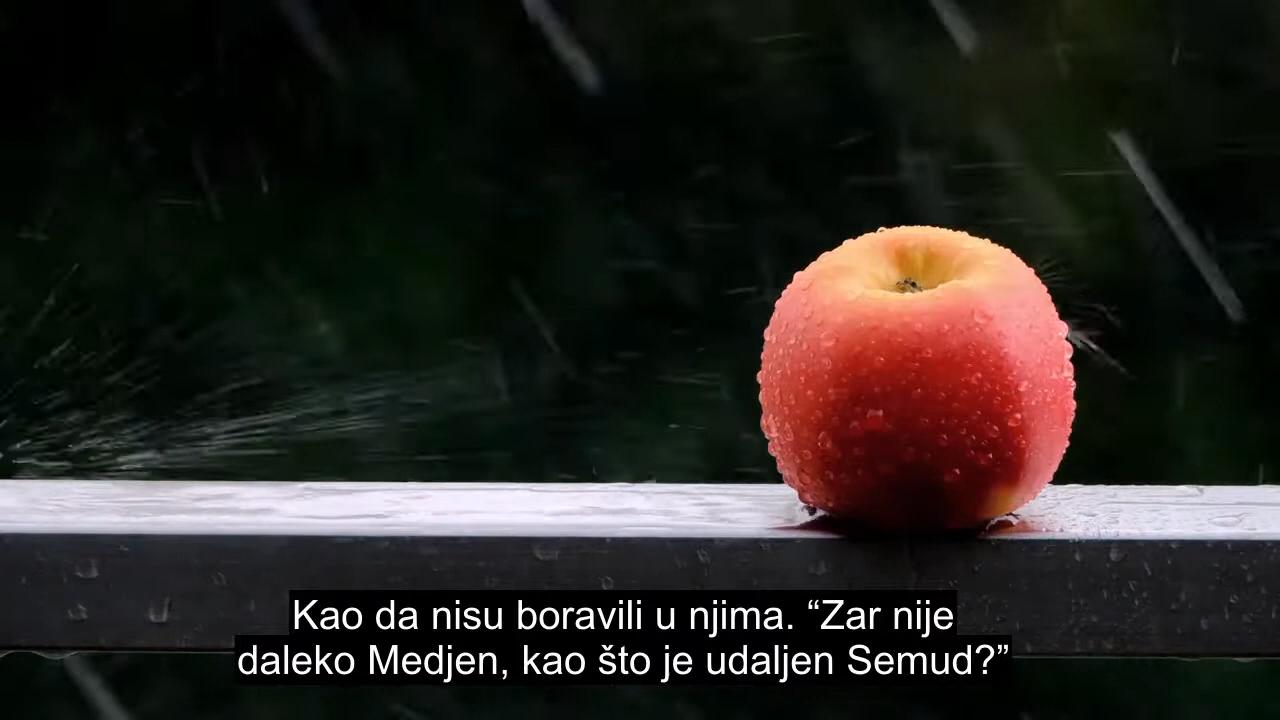 Kao da nisu boravili u njima. “Zar nije
daleko Medjen, kao što je udaljen Semud?”